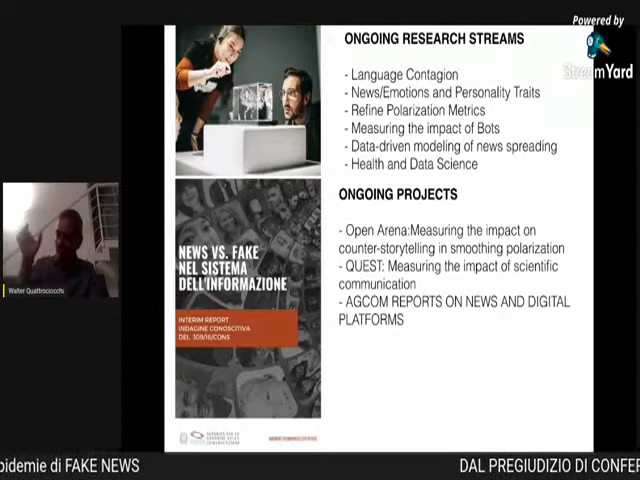 Powered by
StreamYard
ONGOING RESEARCH STREAMS
- Language Contagion
- News/Emotions and Personality Traits
- Refine Polarization Metrics
- Measuring the impact of Bots
- Data-driven modeling of news spreading
- Health and Data Science
ONGOING PROJECTS
- Open Arena:Measuring the impact on
counter-storytelling in smoothing polarization
- QUEST: Measuring the impact of scientific
communication
- AGCOM REPORTS ON NEWS AND DIGITAL
PLATFORMS
NEWS VS. FAKE
NEL SISTEMA
DELL'INFORMAZIONE
INTERIM REPORT
INDAGINE CONOSCITIVA
DEL. 309/16/CONS
Walter Quattrociocchi
pidemie di FAKE NEWS
DAL PREGIUDIZIO DI CONFER